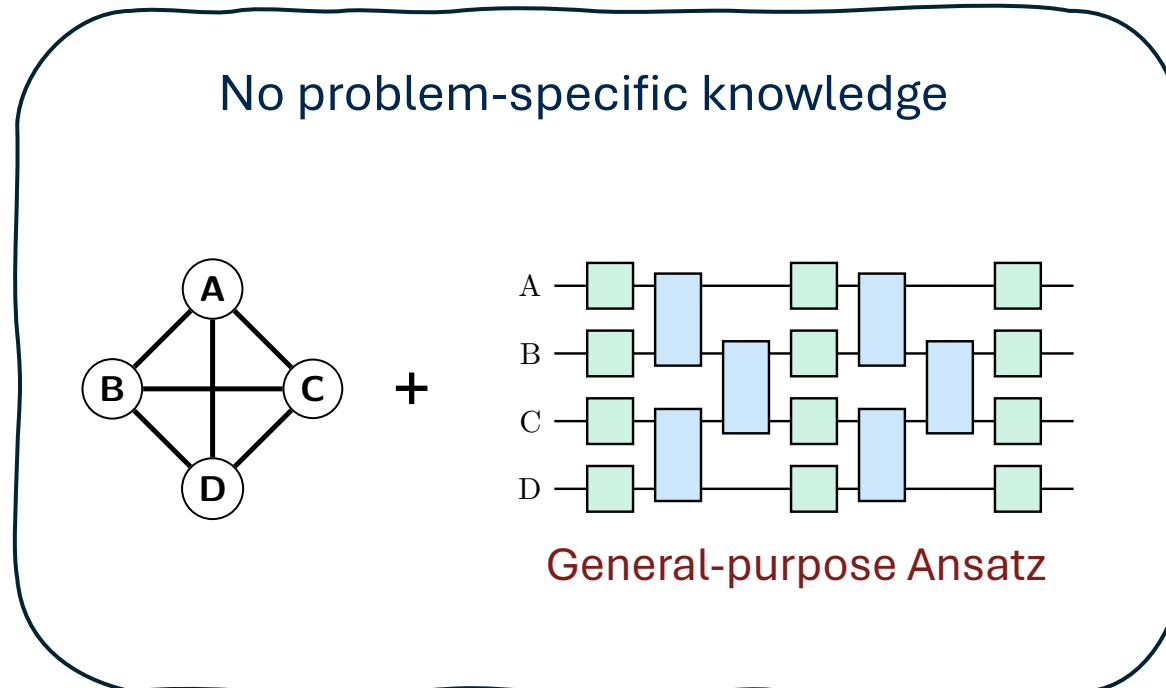 No problem-specific knowledge
A
B
C
D
+
A
B
C
D
General-purpose Ansatz